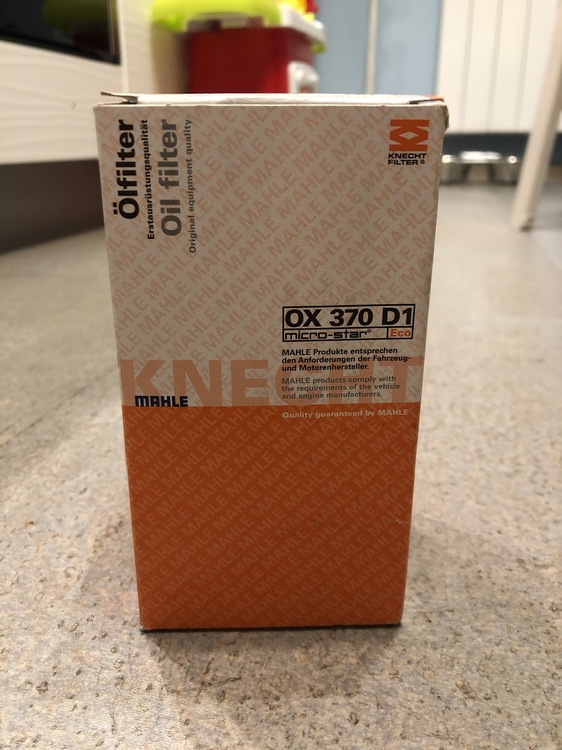 Ölfilter
Erstausrüstungsqualität
Oil filter
Original equipment quality
KNECHT
FILTER®
OX 370 D1
micro-star® Eco
MAHLE Produkte entsprechen
den Anforderungen der Fahrzeug-
und Motorenhersteller.
MAHLE products comply with
the requirements of the vehicle
and engine manufacturers.
KNECHT
MAHLE
Quality guaranteed by MAHLE